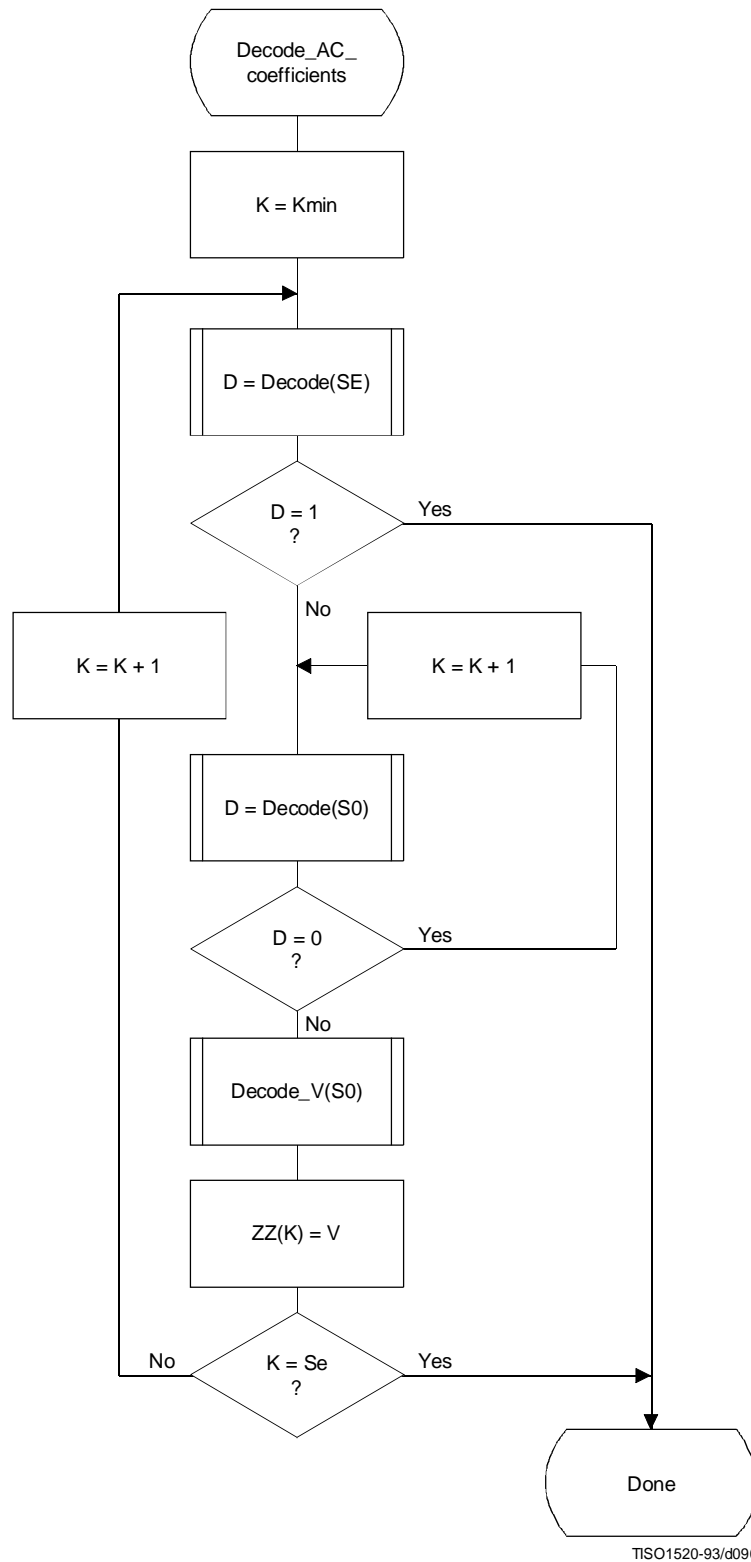 Decode_AC_
coefficients
K = Kmin
D = Decode(SE)
D = 1
?
Yes
No
K = K + 1
K = K + 1
D = Decode(S0)
D = 0
?
Yes
No
Decode_V(S0)
ZZ(K) = V
No
K = Se
?
Yes
Done